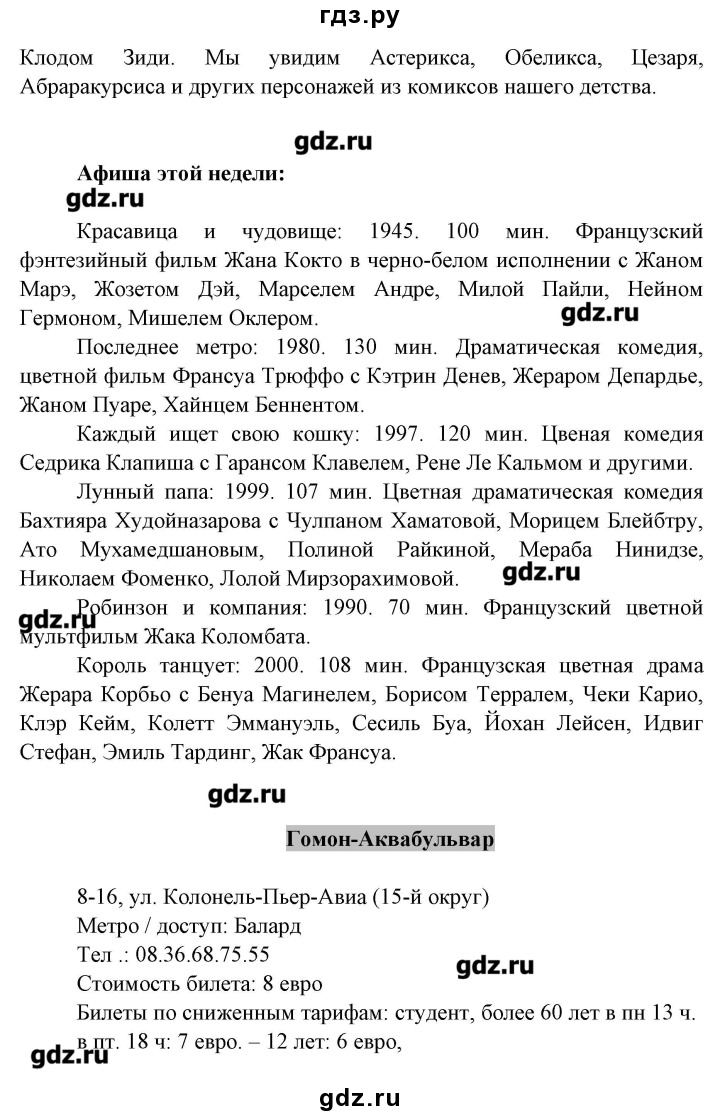 гдз.ру
Клодом Зиди. Мы увидим Астерикса, Обеликса, Цезаря,
Абраракурсиса и других персонажей из комиксов нашего детства.
gdz.ru
Афиша этой недели:
gdz.ru
Красавица и чудовище: 1945. 100 мин. Французский
фэнтезийный фильм Жана Кокто в черно-белом исполнении с Жаном
Марэ, Жозетом Дэй, Марселем Андре, Милой Пайли, Нейном
Гермоном, Мишелем Оклером.
gdz.ru
Последнее метро: 1980. 130 мин. Драматическая комедия,
цветной фильм Франсуа Трюффо с Кэтрин Денев, Жераром Депардье,
Жаном Пуаре, Хайнцем Беннентом.
Каждый ищет свою кошку: 1997. 120 мин. Цвеная комедия
Седрика Клапиша с Гарансом Клавелем, Рене Ле Кальмом и другими.
Лунный папа: 1999. 107 мин. Цветная драматическая комедия
Бахтияра Худойназарова с Чулпаном Хаматовой, Морицем Блейбтру,
Ато Мухамедшановым, Полиной Райкиной, Мераба Нинидзе,
Николаем Фоменко, Лолой Мирзорахимовой.
gdz.ru
Робинзон и компания: 1990. 70 мин. Французский цветной
gdz.ru
мультфильм Жака Коломбата.
Король танцует: 2000. 108 мин. Французская цветная драма
Жерара Корбьо с Бенуа Магинелем, Борисом Терралем, Чеки Карио,
Клэр Кейм, Колетт Эммануэль, Сесиль Буа, Йохан Лейсен, Идвиг
Стефан, Эмиль Тардинг, Жак Франсуа.
gdz.ru
Гомон-Аквабульвар
8-16, ул. Колонель-Пьер-Авиа (15-й округ)
Метро / доступ: Балард
Тел .: 08.36.68.75.55
gdz.ru
Стоимость билета: 8 евро
Билеты по сниженным тарифам: студент, более 60 лет в пн 13 ч.
в пт. 18 ч: 7 евро. – 12 лет: 6 евро,
gdz.ru
gdz.ru